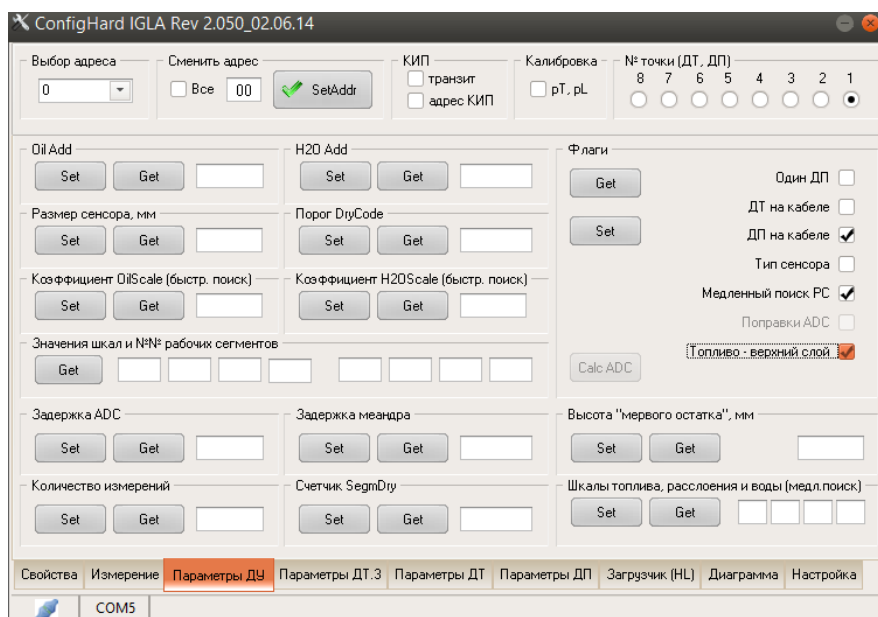 ConfigHard IGLA Rev 2.050_02.06.14
Выбор адреса Сменить адрес КИП Калибровка № точки (ДТ, ДП)
0 Все 00 SetAddr транзит адрес КИП рТ, pL 8 7 6 5 4 3 2 1
Oil Add H2O Add Флаги
Set Get Set Get Get Один ДП
Размер сенсора, мм Порог DryCode ДТ на кабеле
Set Get Set Get Set ДП на кабеле
Тип сенсора
Коэффициент OilScale (быстр. поиск) Коэффициент H2OScale (быстр. поиск)
Set Get Set Get Медленный поиск РС
Поправки ADC
Значения шкал и №№ рабочих сегментов Топливо - верхний слой
Get Calc ADC
Задержка ADC Задержка меандра Высота "мервого остатка", мм
Set Get Set Get Set Get
Количество измерений Счетчик SegmDry Шкалы топлива, расслоения и воды (медл.поиск)
Set Get Set Get Set Get
Свойства Измерение Параметры ДУ Параметры ДТ.3 Параметры ДТ Параметры ДП Загрузчик (HL) Диаграмма Настройка
COM5